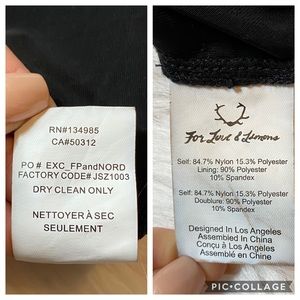 RN#134985
CA#50312
PO # EXC_FPandNORD
FACTORY CODE#JSZ1003
DRY CLEAN ONLY
NETTOYER À SEC
SEULEMENT
For Love & Lemons
Self: 84.7% Nylon 15.3% Polyester
Lining: 90% Polyester
10% Spandex
Self: 84.7% Nylon 15.3% Polyester
Doublure: 90% Polyester
10% Spandex
Designed In Los Angeles
Assembled In China
Conçu à Los Angeles
Assemblé en Chine
PIC•COLLAGE